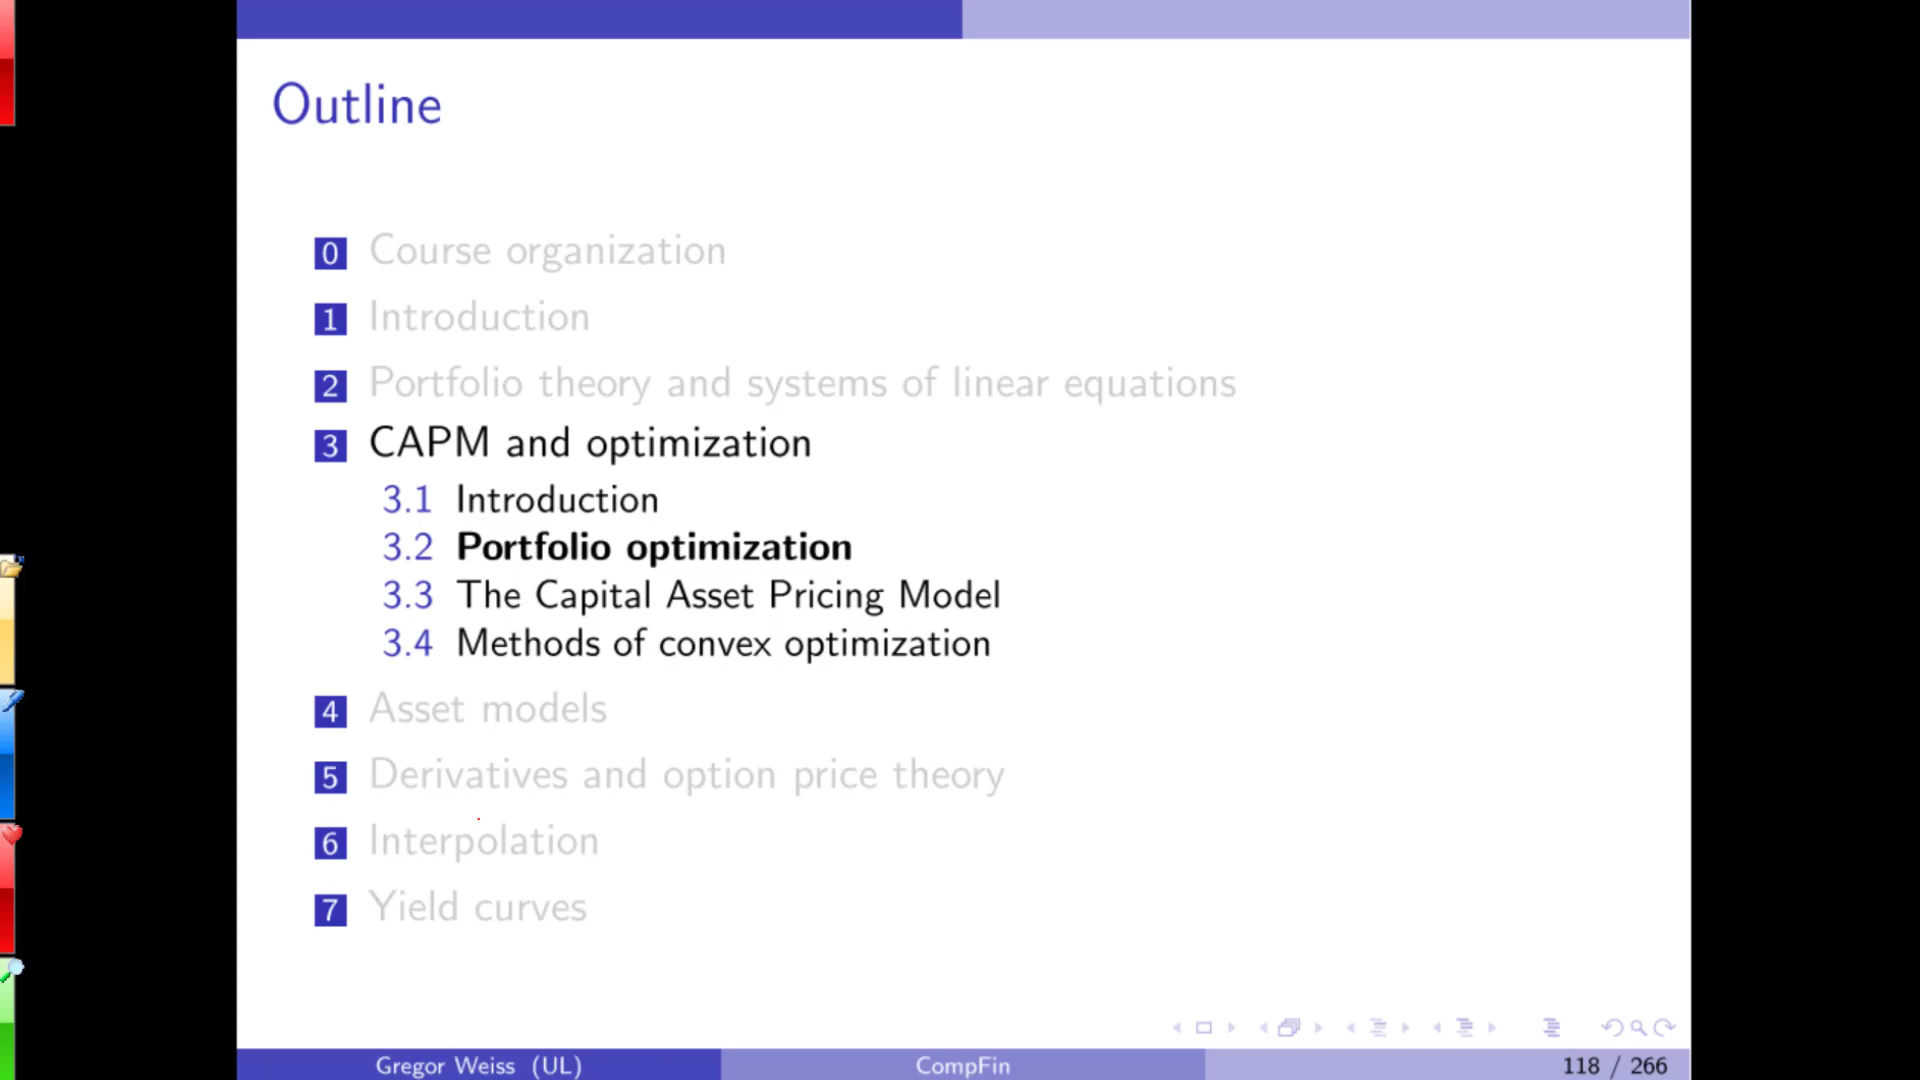 Outline
0 Course organization
1 Introduction
2 Portfolio theory and systems of linear equations
3 CAPM and optimization
3.1 Introduction
3.2 Portfolio optimization
3.3 The Capital Asset Pricing Model
3.4 Methods of convex optimization
4 Asset models
5 Derivatives and option price theory
6 Interpolation
7 Yield curves
Gregor Weiss (UL) CompFin 118 / 266